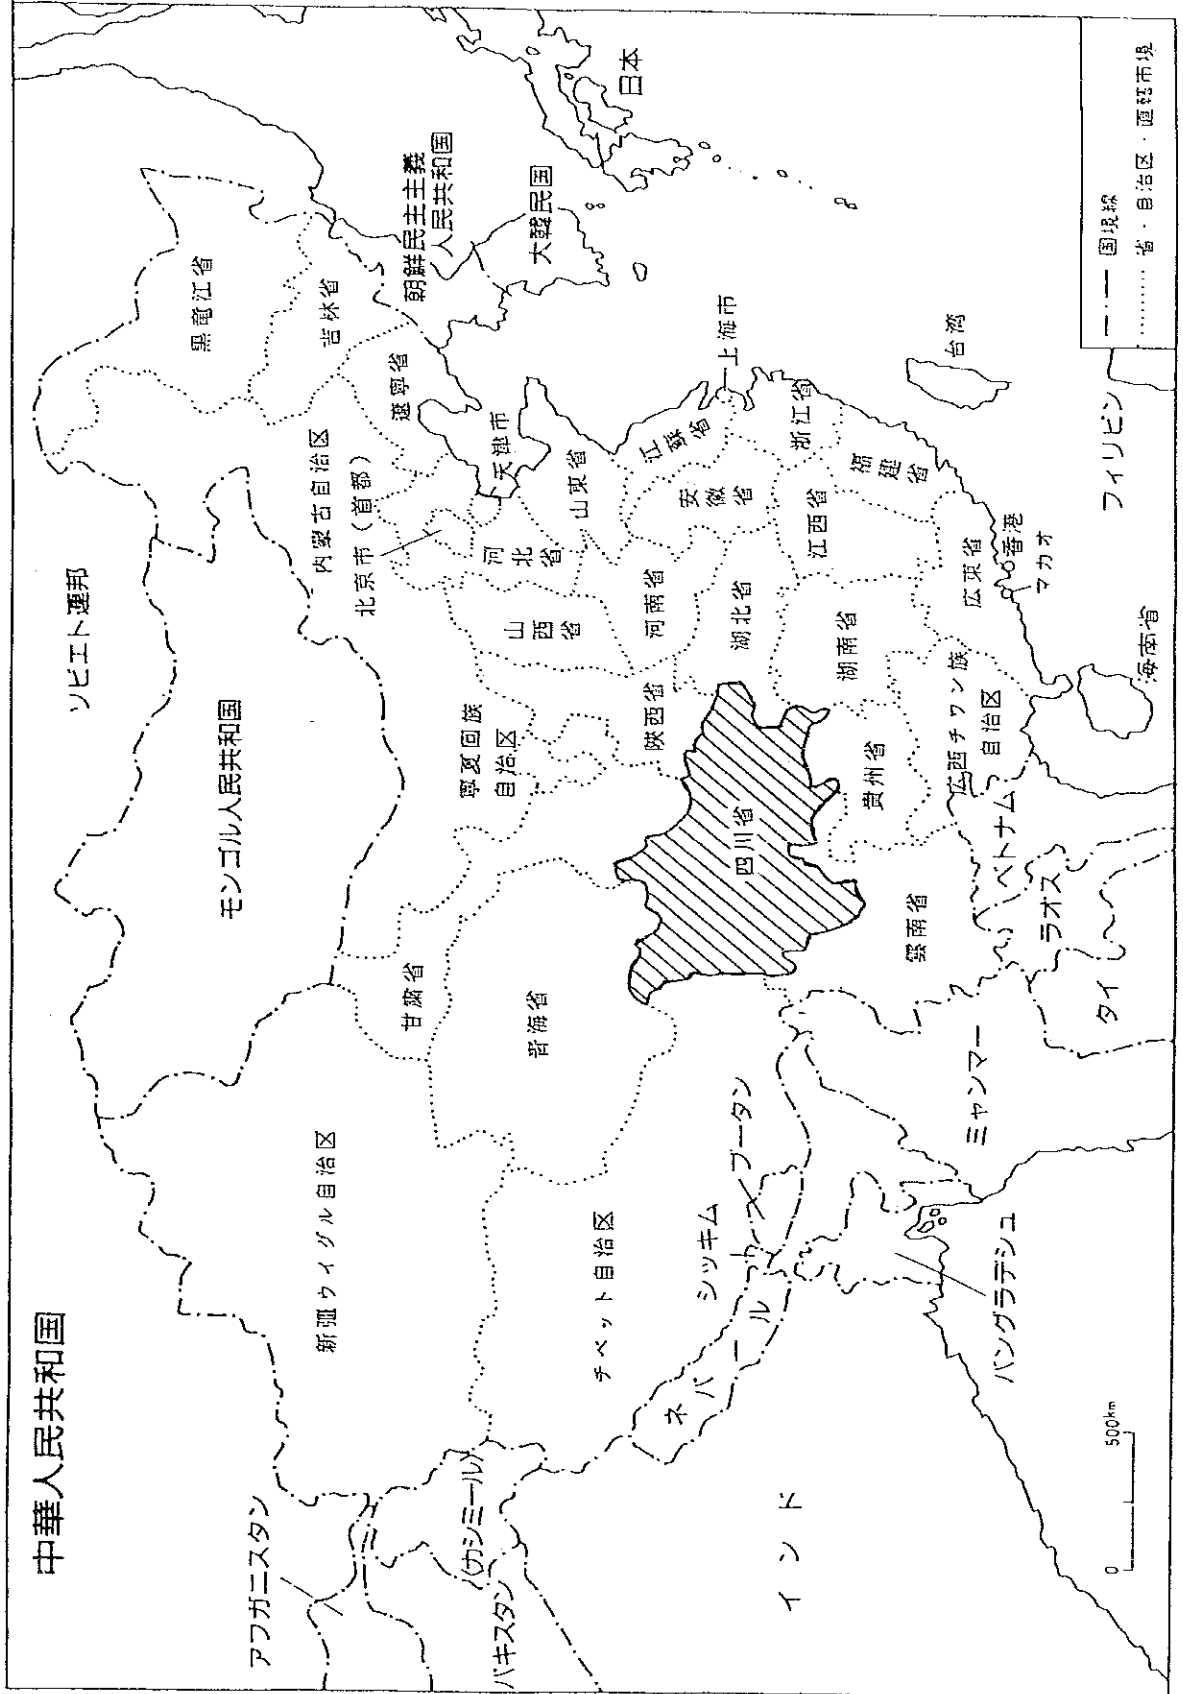 中華人民共和国
ソビエト連邦
モンゴル人民共和国
アフガニスタン
パキスタン
(カシミール)
新疆ウイグル自治区
チベット自治区
甘粛省
青海省
寧夏回族
自治区
内蒙古自治区
北京市(首都)
黒竜江省
吉林省
遼寧省
朝鮮民主主義
人民共和国
大韓民国
日本
天津市
河北省
山西省
山東省
陝西省
河南省
江蘇省
安徽省
上海市
湖北省
浙江省
四川省
湖南省
江西省
福建省
貴州省
雲南省
広西チワン族
自治区
広東省
香港
マカオ
台湾
海南省
フィリピン
シッキム
ブータン
ネパール
インド
バングラデシュ
ミャンマー
ベトナム
ラオス
タイ
0 500km
国境線
省・自治区・直轄市境